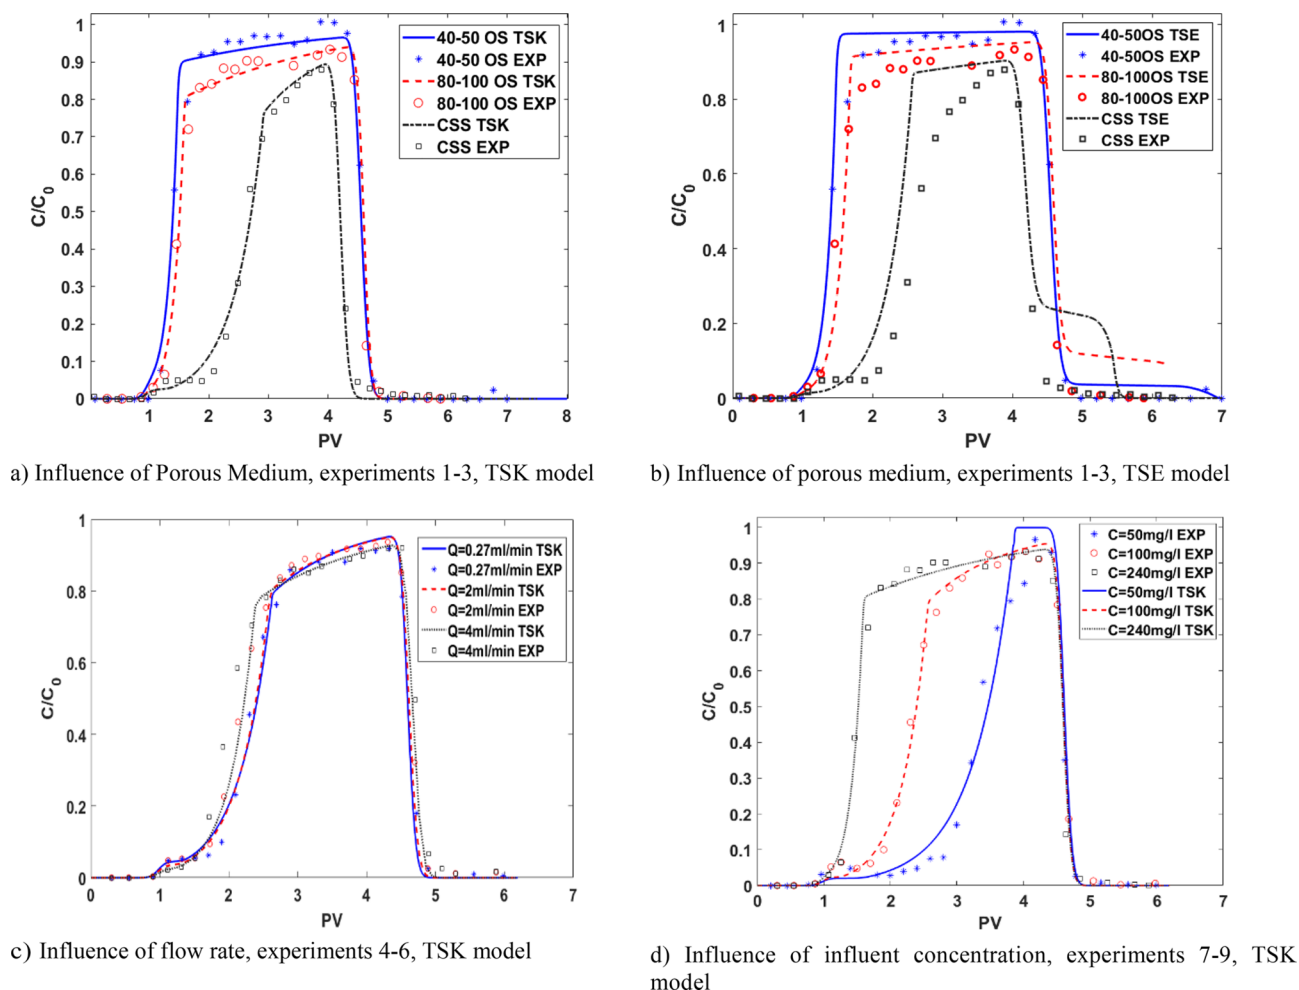 1
0.9
0.8
0.7
0.6
0.5
0.4
0.3
0.2
0.1
0
C/C0
1
2
3
4
5
6
7
8
PV
40-50 OS TSK
40-50 OS EXP
80-100 OS TSK
80-100 OS EXP
CSS TSK
CSS EXP
a) Influence of Porous Medium, experiments 1-3, TSK model
1
0.8
0.6
0.4
0.2
0
C/C0
0
1
2
3
4
5
6
7
PV
40-50OS TSE
40-50OS EXP
80-100OS TSE
80-100OS EXP
CSS TSE
CSS EXP
b) Influence of porous medium, experiments 1-3, TSE model
1
0.8
0.6
0.4
0.2
0
C/C0
0
1
2
3
4
5
6
7
PV
Q=0.27ml/min TSK
Q=0.27ml/min EXP
Q=2ml/min TSK
Q=2ml/min EXP
Q=4ml/min TSK
Q=4ml/min EXP
c) Influence of flow rate, experiments 4-6, TSK model
1
0.9
0.8
0.7
0.6
0.5
0.4
0.3
0.2
0.1
0
C/C0
0
1
2
3
4
5
6
7
PV
C=50mg/l EXP
C=100mg/l EXP
C=240mg/l EXP
C=50mg/l TSK
C=100mg/l TSK
C=240mg/l TSK
d) Influence of influent concentration, experiments 7-9, TSK
model